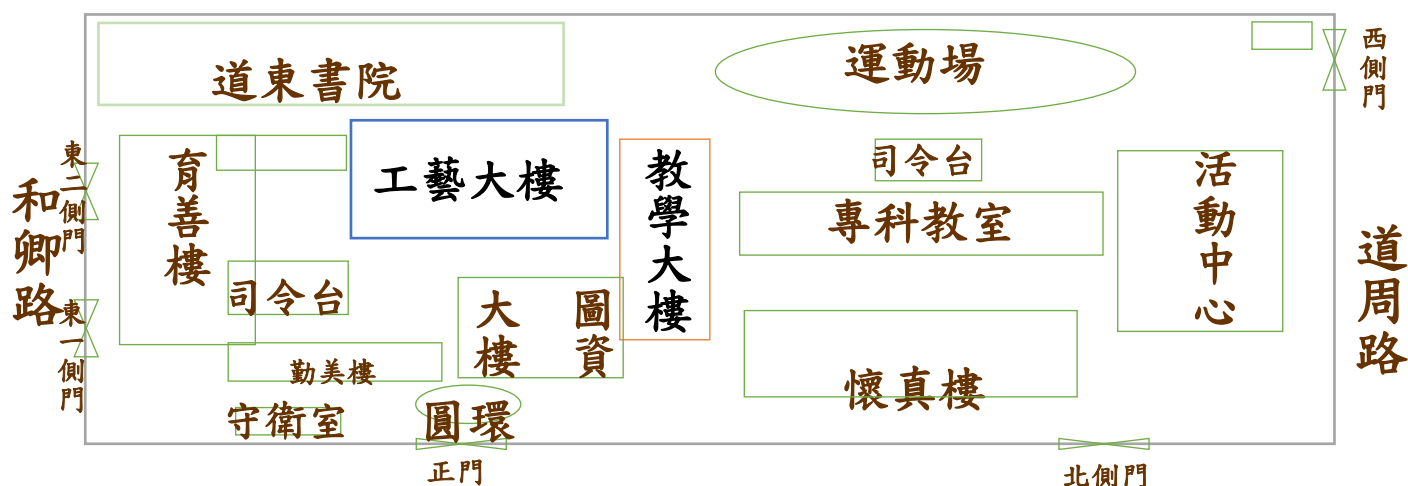 道東書院
運動場
西側門
東二側門
和卿路
育善樓
工藝大樓
教學大樓
司令台
專科教室
活動中心
道周路
司令台
圖資
大樓
東一側門
勤美樓
懷真樓
守衛室
圓環
正門
北側門